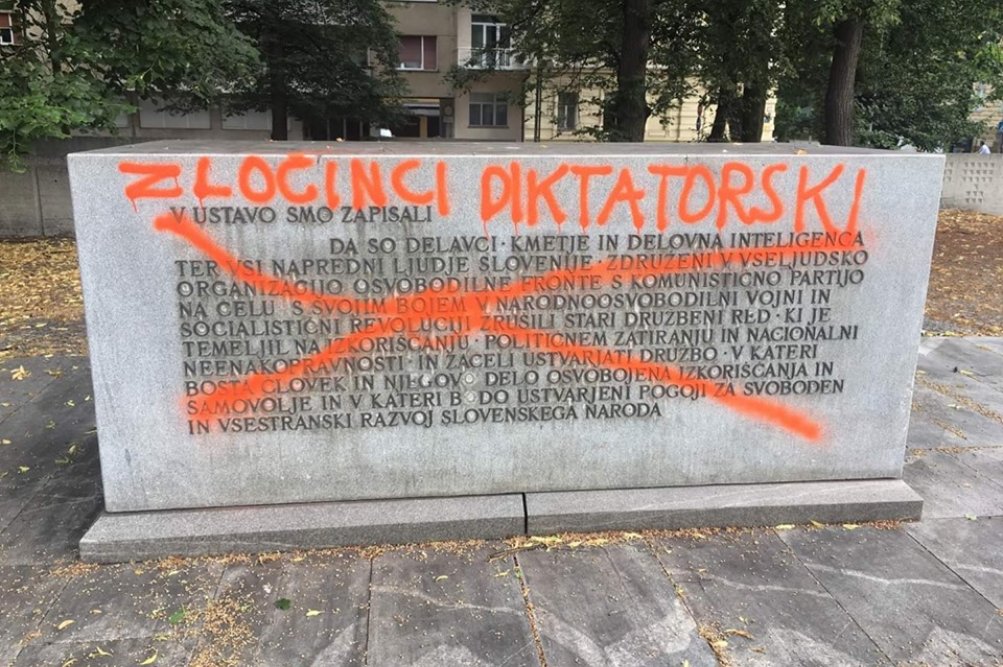 ZLOČINCI DIKTATORSKI
V USTAVO SMO ZAPISALI
DA SO DELAVCI · KMETJE IN DELOVNA INTELIGENCA
TER VSI NAPREDNI LJUDJE SLOVENIJE · ZDRUŽENI V VSELJUDSKO
ORGANIZACIJO OSVOBODILNE FRONTE S KOMUNISTIČNO PARTIJO
NA ČELU · S SVOJIM BOJEM V NARODNOOSVOBODILNI VOJNI IN
SOCIALISTIČNI REVOLUCIJI ZRUŠILI STARI DRUŽBENI RED · KI JE
TEMELJIL NA IZKORIŠČANJU · POLITIČNEM ZATIRANJU IN NACIONALNI
NEENAKOPRAVNOSTI · IN ZAČELI USTVARJATI DRUŽBO · V KATERI
BOSTA ČLOVEK IN NJEGOVO DELO OSVOBOJENA IZKORIŠČANJA IN
SAMOVOLJE IN V KATERI B DO USTVARJENI POGOJI ZA SVOBODEN
IN VSESTRANSKI RAZVOJ SLOVENSKEGA NARODA